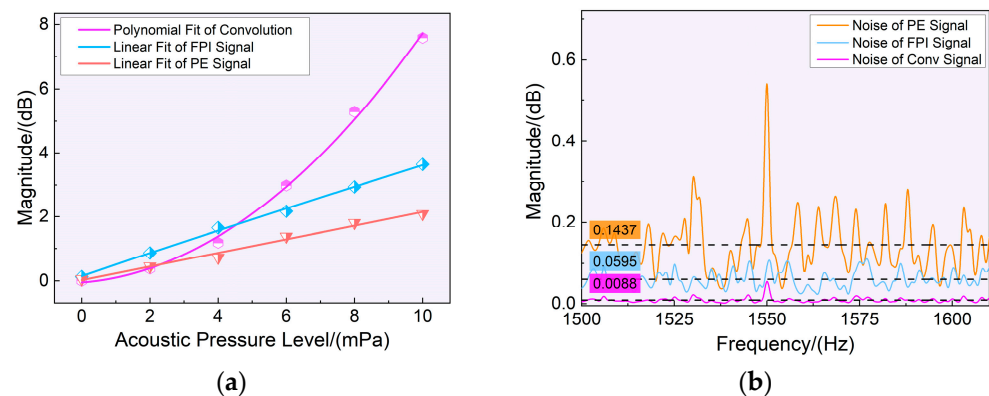 8
6
4
2
0
Magnitude/(dB)
Polynomial Fit of Convolution
Linear Fit of FPI Signal
Linear Fit of PE Signal
0 2 4 6 8 10
Acoustic Pressure Level/(mPa)
(a)
0.6
0.4
0.2
0.0
Magnitude/(dB)
Noise of PE Signal
Noise of FPI Signal
Noise of Conv Signal
0.1437
0.0595
0.0088
1500 1525 1550 1575 1600
Frequency/(Hz)
(b)